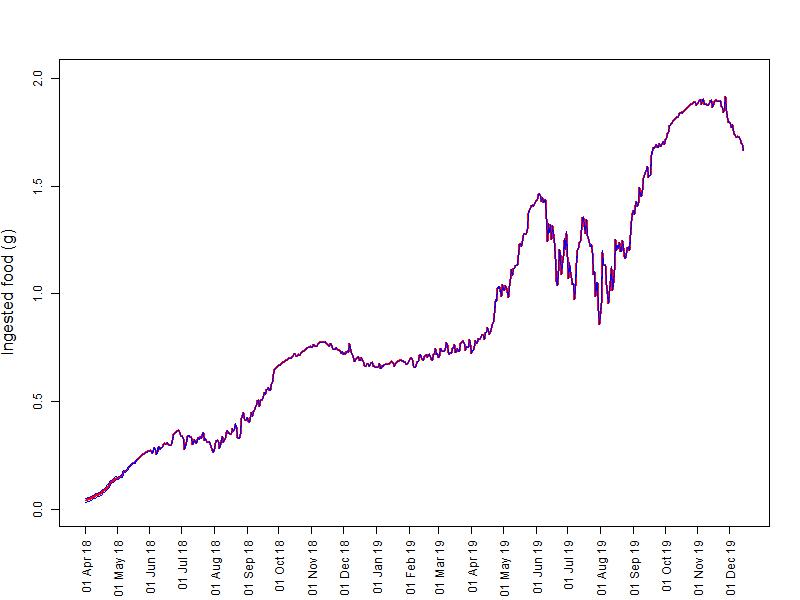 Ingested food (g)
2.0
1.5
1.0
0.5
0.0
01 Apr 18
01 May 18
01 Jun 18
01 Jul 18
01 Aug 18
01 Sep 18
01 Oct 18
01 Nov 18
01 Dec 18
01 Jan 19
01 Feb 19
01 Mar 19
01 Apr 19
01 May 19
01 Jun 19
01 Jul 19
01 Aug 19
01 Sep 19
01 Oct 19
01 Nov 19
01 Dec 19